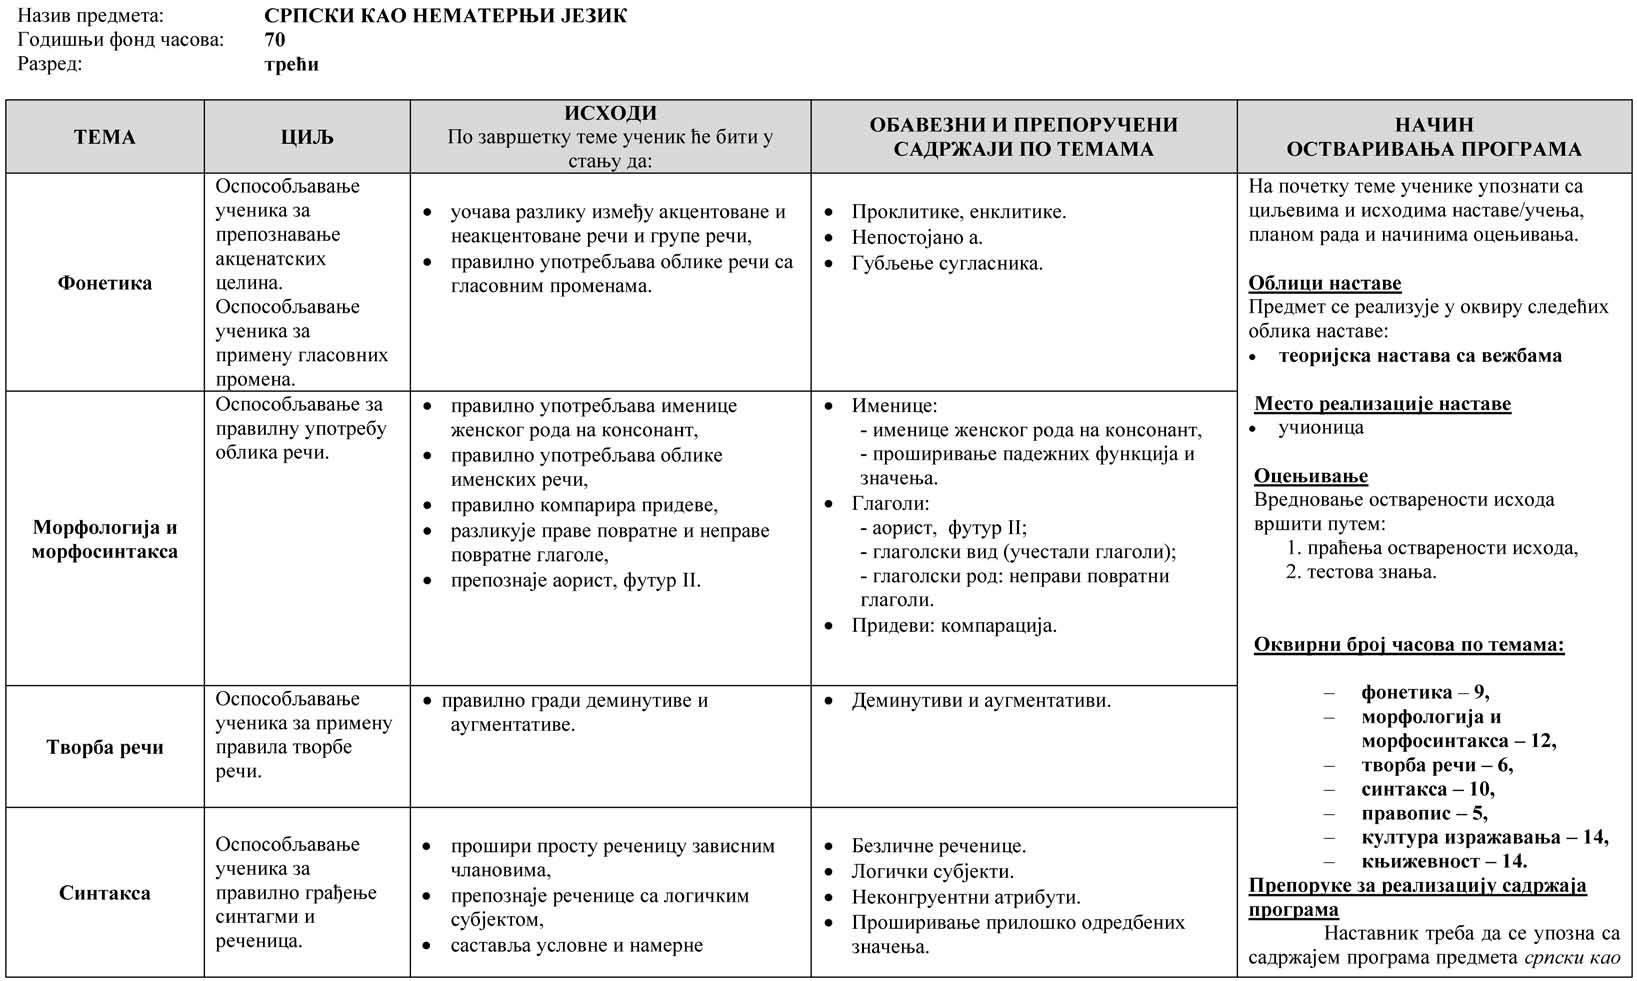 Назив предмета: СРПСКИ КАО НЕМАТЕРЊИ ЈЕЗИК
Годишњи фонд часова: 70
Разред: трећи
ТЕМА
ЦИЉ
ИСХОДИ
По завршетку теме ученик ће бити у
стању да:
ОБАВЕЗНИ И ПРЕПОРУЧЕНИ
САДРЖАЈИ ПО ТЕМАМА
НАЧИН
ОСТВАРИВАЊА ПРОГРАМА
Фонетика
Оспособљавање
ученика за
препознавање
акценатских
целина.
Оспособљавање
ученика за
примену гласовних
промена.
• уочава разлику између акцентоване и
неакцентоване речи и групе речи,
• правилно употребљава облике речи са
гласовним променама.
• Проклитике, енклитике.
• Непостојано а.
• Губљење сугласника.
Морфологија и
морфосинтакса
Оспособљавање за
правилну употребу
облика речи.
• правилно употребљава именице
женског рода на консонант,
• правилно употребљава облике
именских речи,
• правилно компарира придеве,
• разликује праве повратне и неправе
повратне глаголе,
• препознаје аорист, футур II.
• Именице:
- именице женског рода на консонант,
- проширивање падежних функција и
значења.
• Глаголи:
- аорист, футур II;
- глаголски вид (учестали глаголи);
- глаголски род: неправи повратни
глаголи.
• Придеви: компарација.
Творба речи
Оспособљавање
ученика за примену
правила творбе
речи.
• правилно гради деминутиве и
аугментативе.
• Деминутиви и аугментативи.
Синтакса
Оспособљавање
ученика за
правилно грађење
синтагми и
реченица.
• прошири просту реченицу зависним
члановима,
• препознаје реченице са логичким
субјектом,
• саставља условне и намерне
• Безличне реченице.
• Логички субјекти.
• Неконгруентни атрибути.
• Проширивање прилошко одредбених
значења.
На почетку теме ученике упознати са
циљевима и исходима наставе/учења,
планом рада и начинима оцењивања.
Облици наставе
Предмет се реализује у оквиру следећих
облика наставе:
• теоријска настава са вежбама
Место реализације наставе
• учионица
Оцењивање
Вредновање остварености исхода
вршити путем:
1. праћења остварености исхода,
2. тестова знања.
Оквирни број часова по темама:
– фонетика – 9,
– морфологија и
морфосинтакса – 12,
– творба речи – 6,
– синтакса – 10,
– правопис – 5,
– култура изражавања – 14,
– књижевност – 14.
Препоруке за реализацију садржаја
програма
Наставник треба да се упозна са
садржајем програма предмета српски као